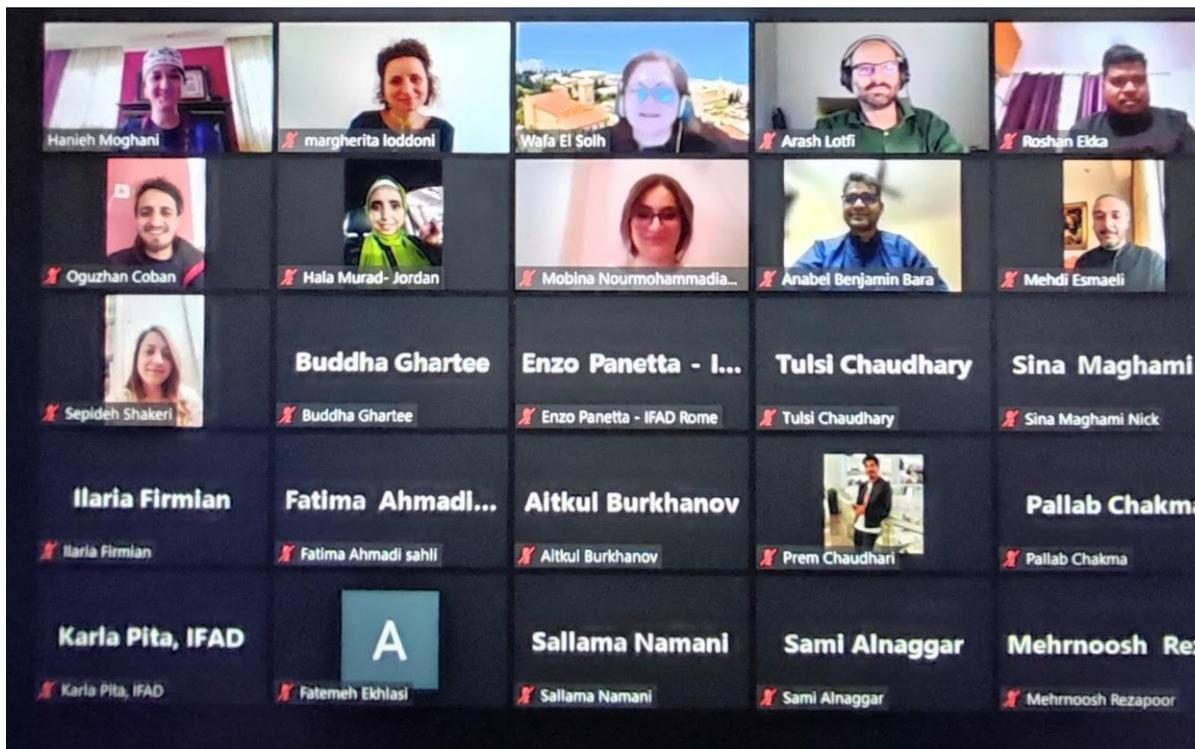 Hanieh Moghani
margherita loddoni
Wafa El Solh
Arash Lotfi
Roshan Ekka
Oguzhan Coban
Hala Murad- Jordan
Mobina Nourmohammadia...
Anabel Benjamin Bara
Mehdi Esmaeli
Sepideh Shakeri
Buddha Ghartee
Buddha Ghartee
Enzo Panetta - I...
Enzo Panetta - IFAD Rome
Tulsi Chaudhary
Tulsi Chaudhary
Sina Maghami
Sina Maghami Nick
Ilaria Firmian
Ilaria Firmian
Fatima Ahmadi...
Fatima Ahmadi sahli
Aitkul Burkhanov
Aitkul Burkhanov
Prem Chaudhari
Pallab Chakma
Pallab Chakma
Karla Pita, IFAD
Karla Pita, IFAD
A
Fatemeh Ekhlasi
Sallama Namani
Sallama Namani
Sami Alnaggar
Sami Alnaggar
Mehrnoosh Rez
Mehrnoosh Rezapoor